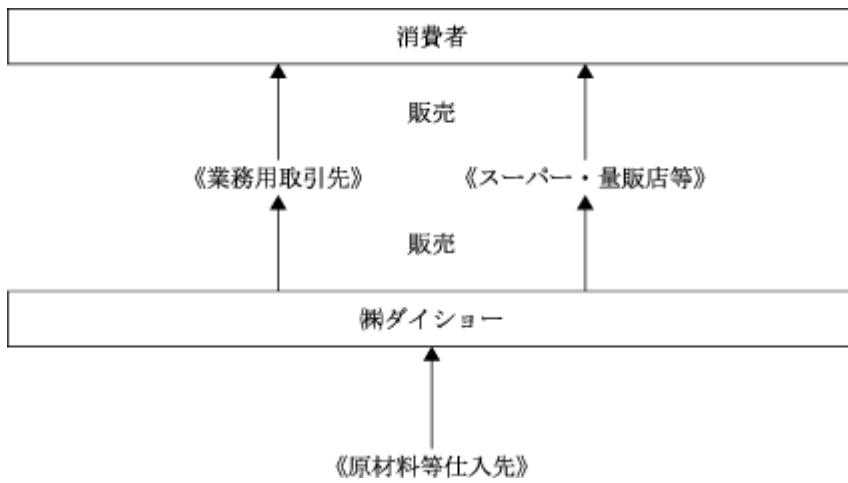 消費者
販売
《業務用取引先》
《スーパー・量販店等》
販売
㈱ダイショー
《原材料等仕入先》